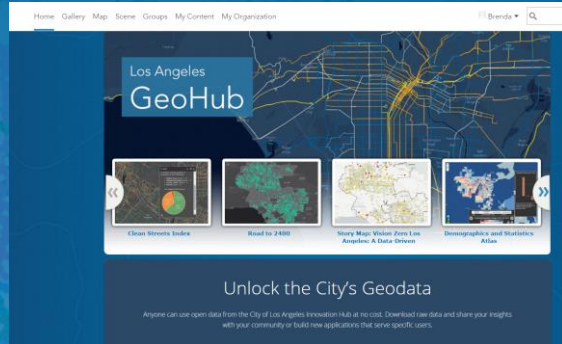 Home Gallery Map Scene Groups My Content My Organization Brenda
Los Angeles
GeoHub
Clean Streets Index
Road to 2400
Story Map: Vision Zero Los
Angeles: A Data-Driven
Demographics and Statistics
Atlas
Unlock the City's Geodata
Anyone can use open data from the City of Los Angeles Innovation Hub at no cost. Download raw data and share your insights
with your community or build new applications that serve specific users.